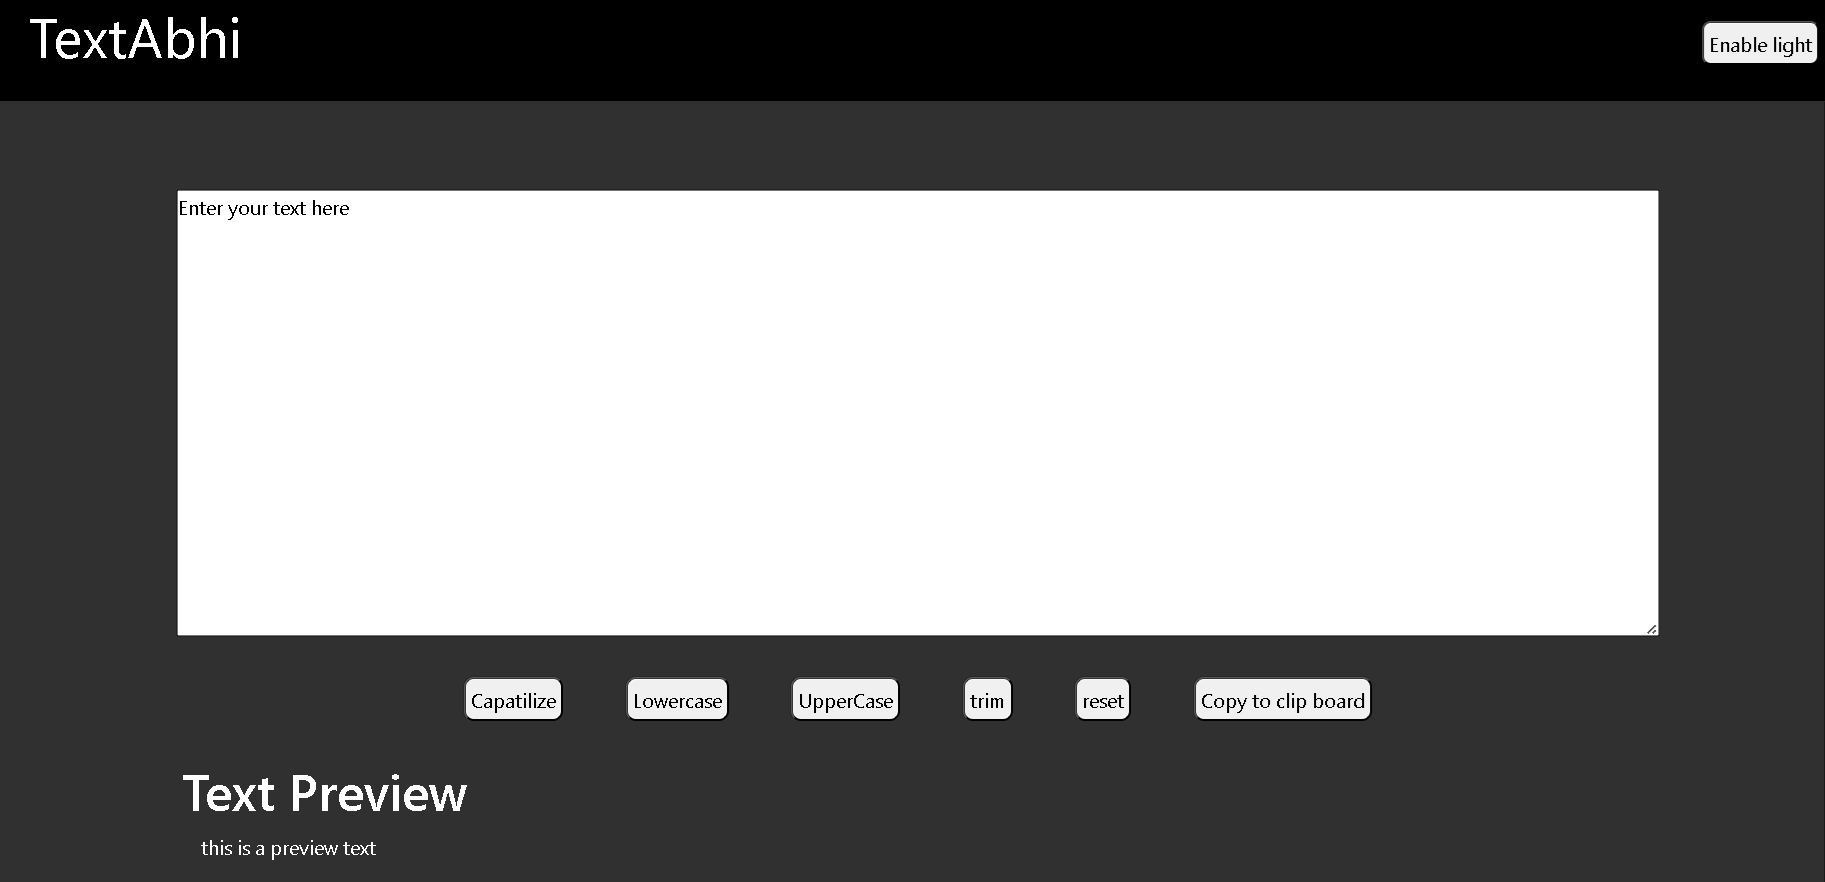 TextAbhi
Enable light
Enter your text here
Capatilize Lowercase UpperCase trim reset Copy to clip board
Text Preview
this is a preview text